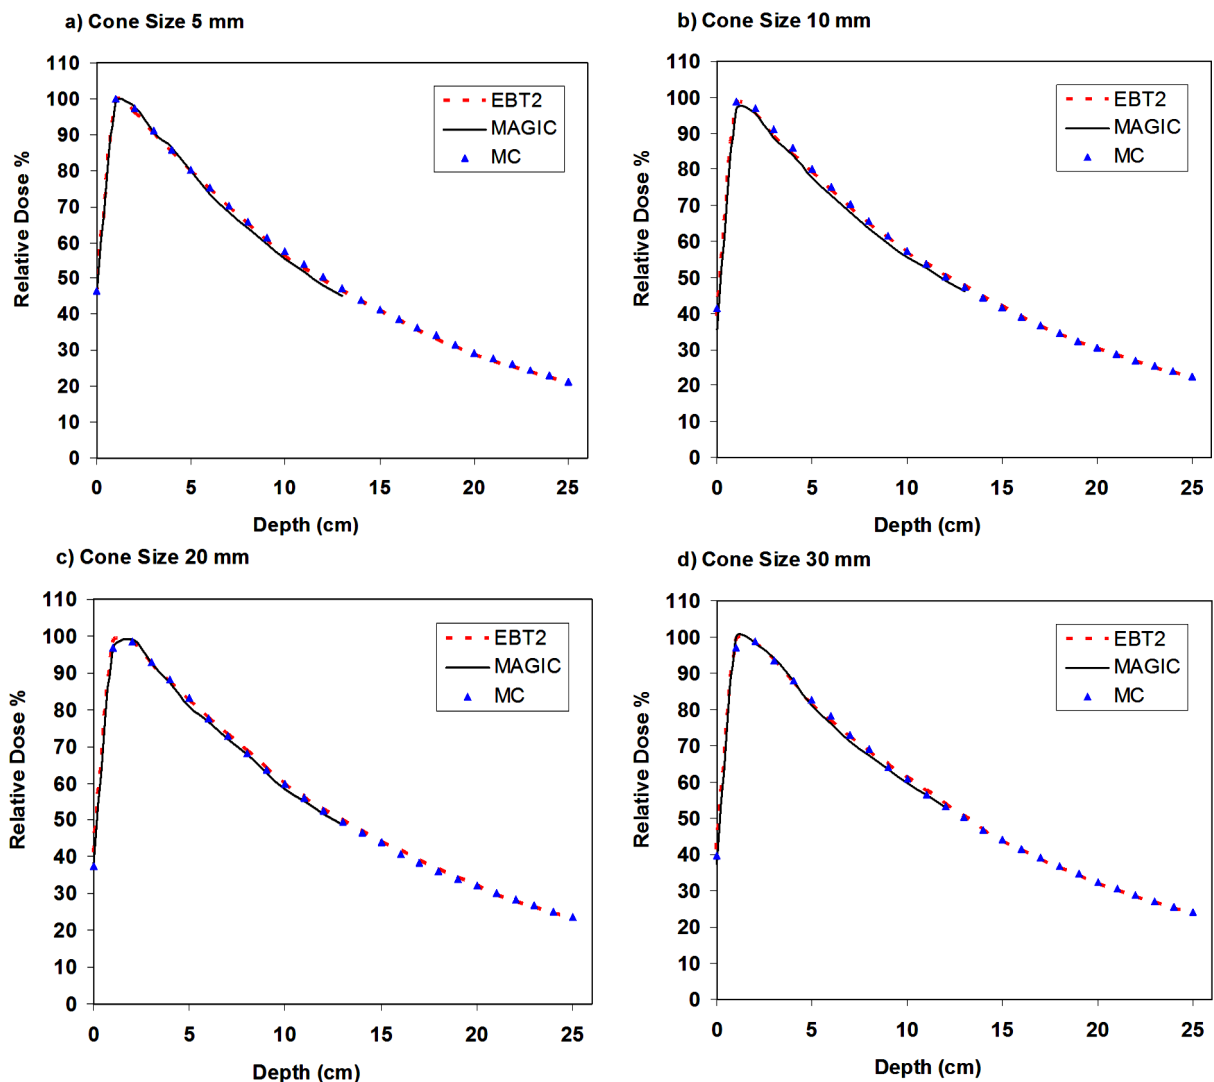 a) Cone Size 5 mm
110
100
90
80
70
60
50
40
30
20
10
0
Relative Dose %
EBT2
MAGIC
MC
0 5 10 15 20 25
Depth (cm)
b) Cone Size 10 mm
110
100
90
80
70
60
50
40
30
20
10
0
Relative Dose %
EBT2
MAGIC
MC
0 5 10 15 20 25
Depth (cm)
c) Cone Size 20 mm
110
100
90
80
70
60
50
40
30
20
10
0
Relative Dose %
EBT2
MAGIC
MC
0 5 10 15 20 25
Depth (cm)
d) Cone Size 30 mm
110
100
90
80
70
60
50
40
30
20
10
0
Relative Dose %
EBT2
MAGIC
MC
0 5 10 15 20 25
Depth (cm)